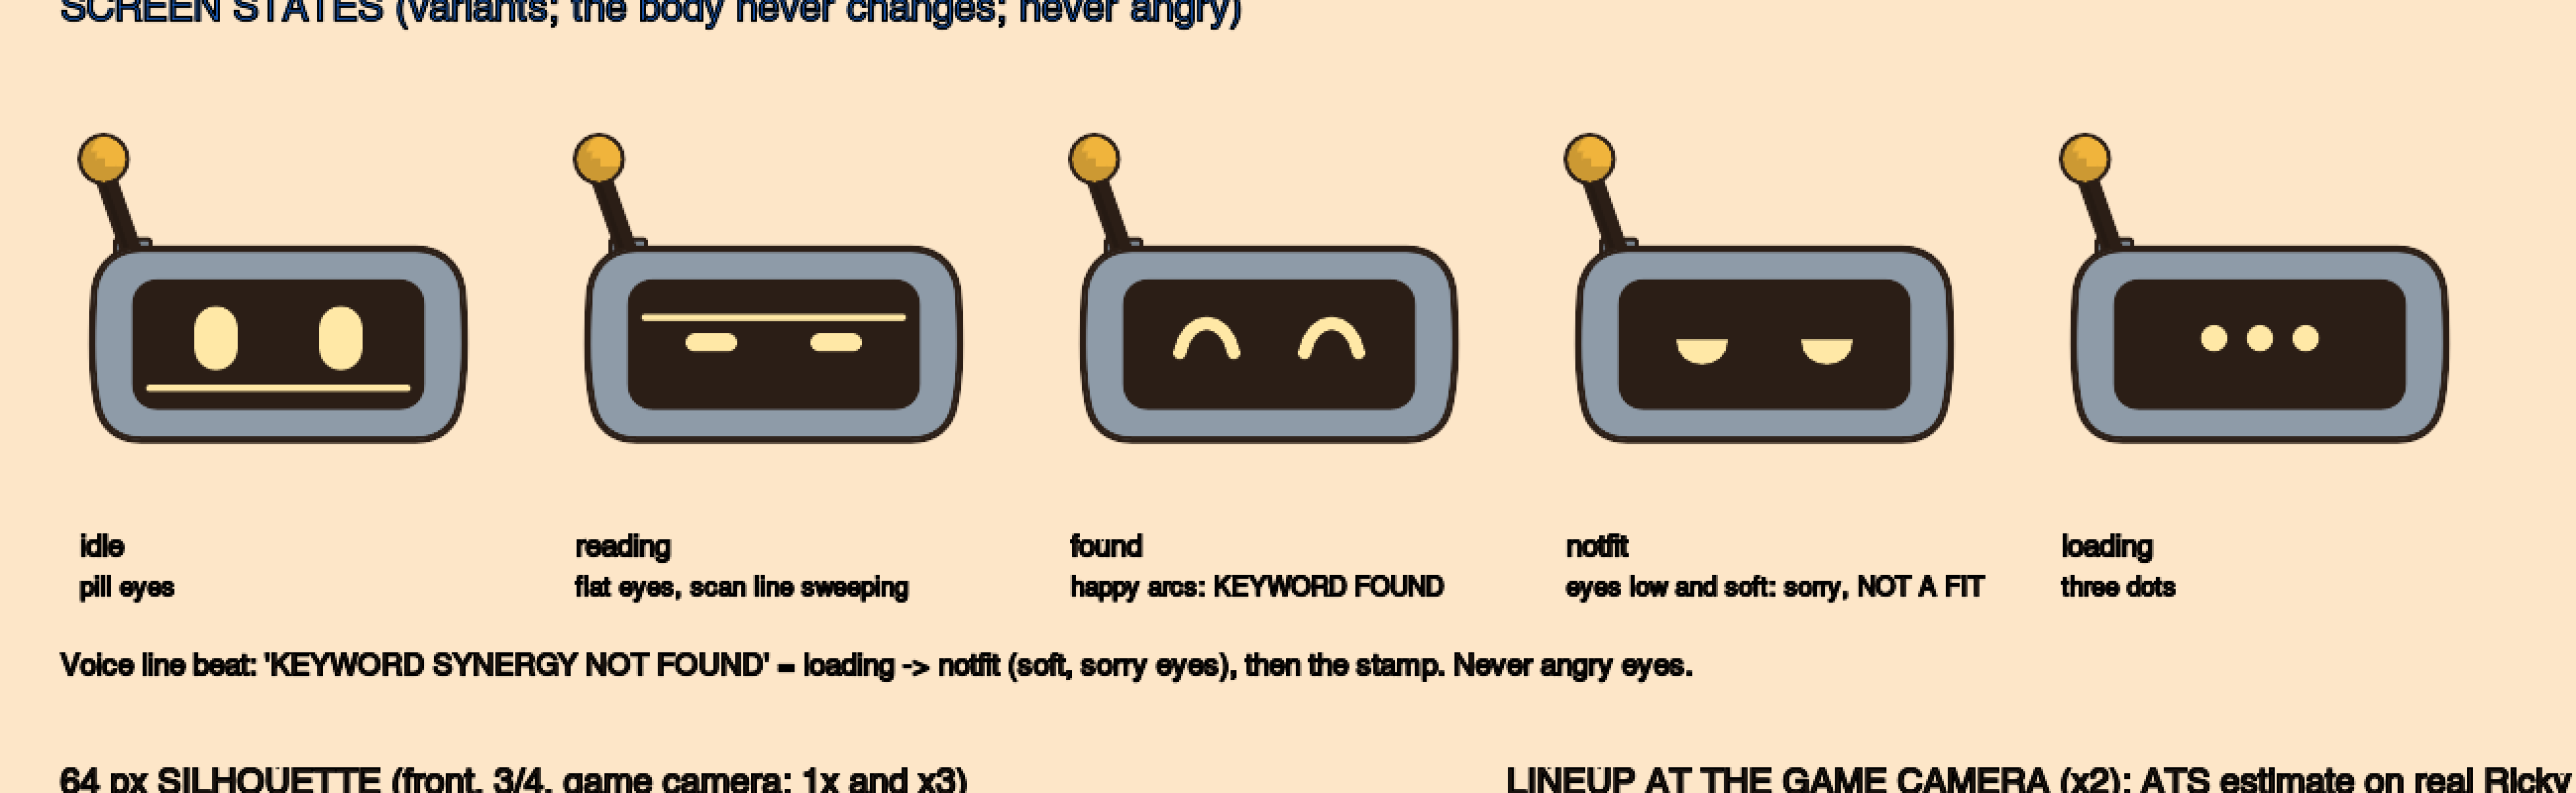 SCREEN STATES (variants; the body never changes; never angry)
idle
pill eyes
reading
flat eyes, scan line sweeping
found
happy arcs: KEYWORD FOUND
notfit
eyes low and soft: sorry, NOT A FIT
loading
three dots
Voice line beat: 'KEYWORD SYNERGY NOT FOUND' = loading -> notfit (soft, sorry eyes), then the stamp. Never angry eyes.
64 px SILHOUETTE (front, 3/4, game camera: 1x and x3)
LINEUP AT THE GAME CAMERA (x2): ATS estimate on real Ricky